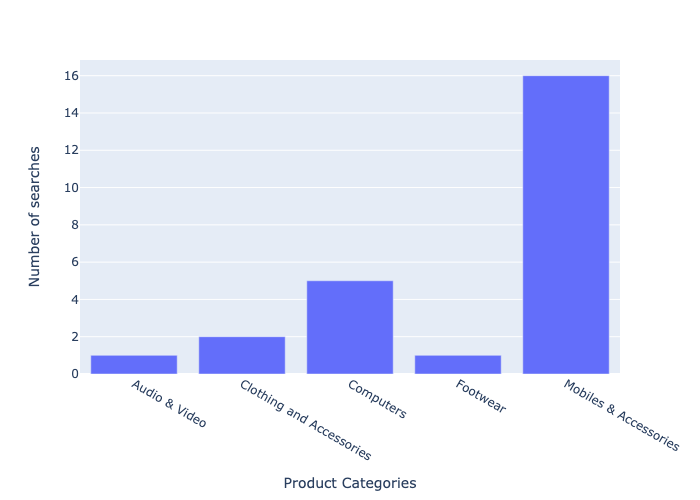 16
14
12
10
8
6
4
2
0
Number of searches
Audio & Video
Clothing and Accessories
Computers
Footwear
Mobiles & Accessories
Product Categories